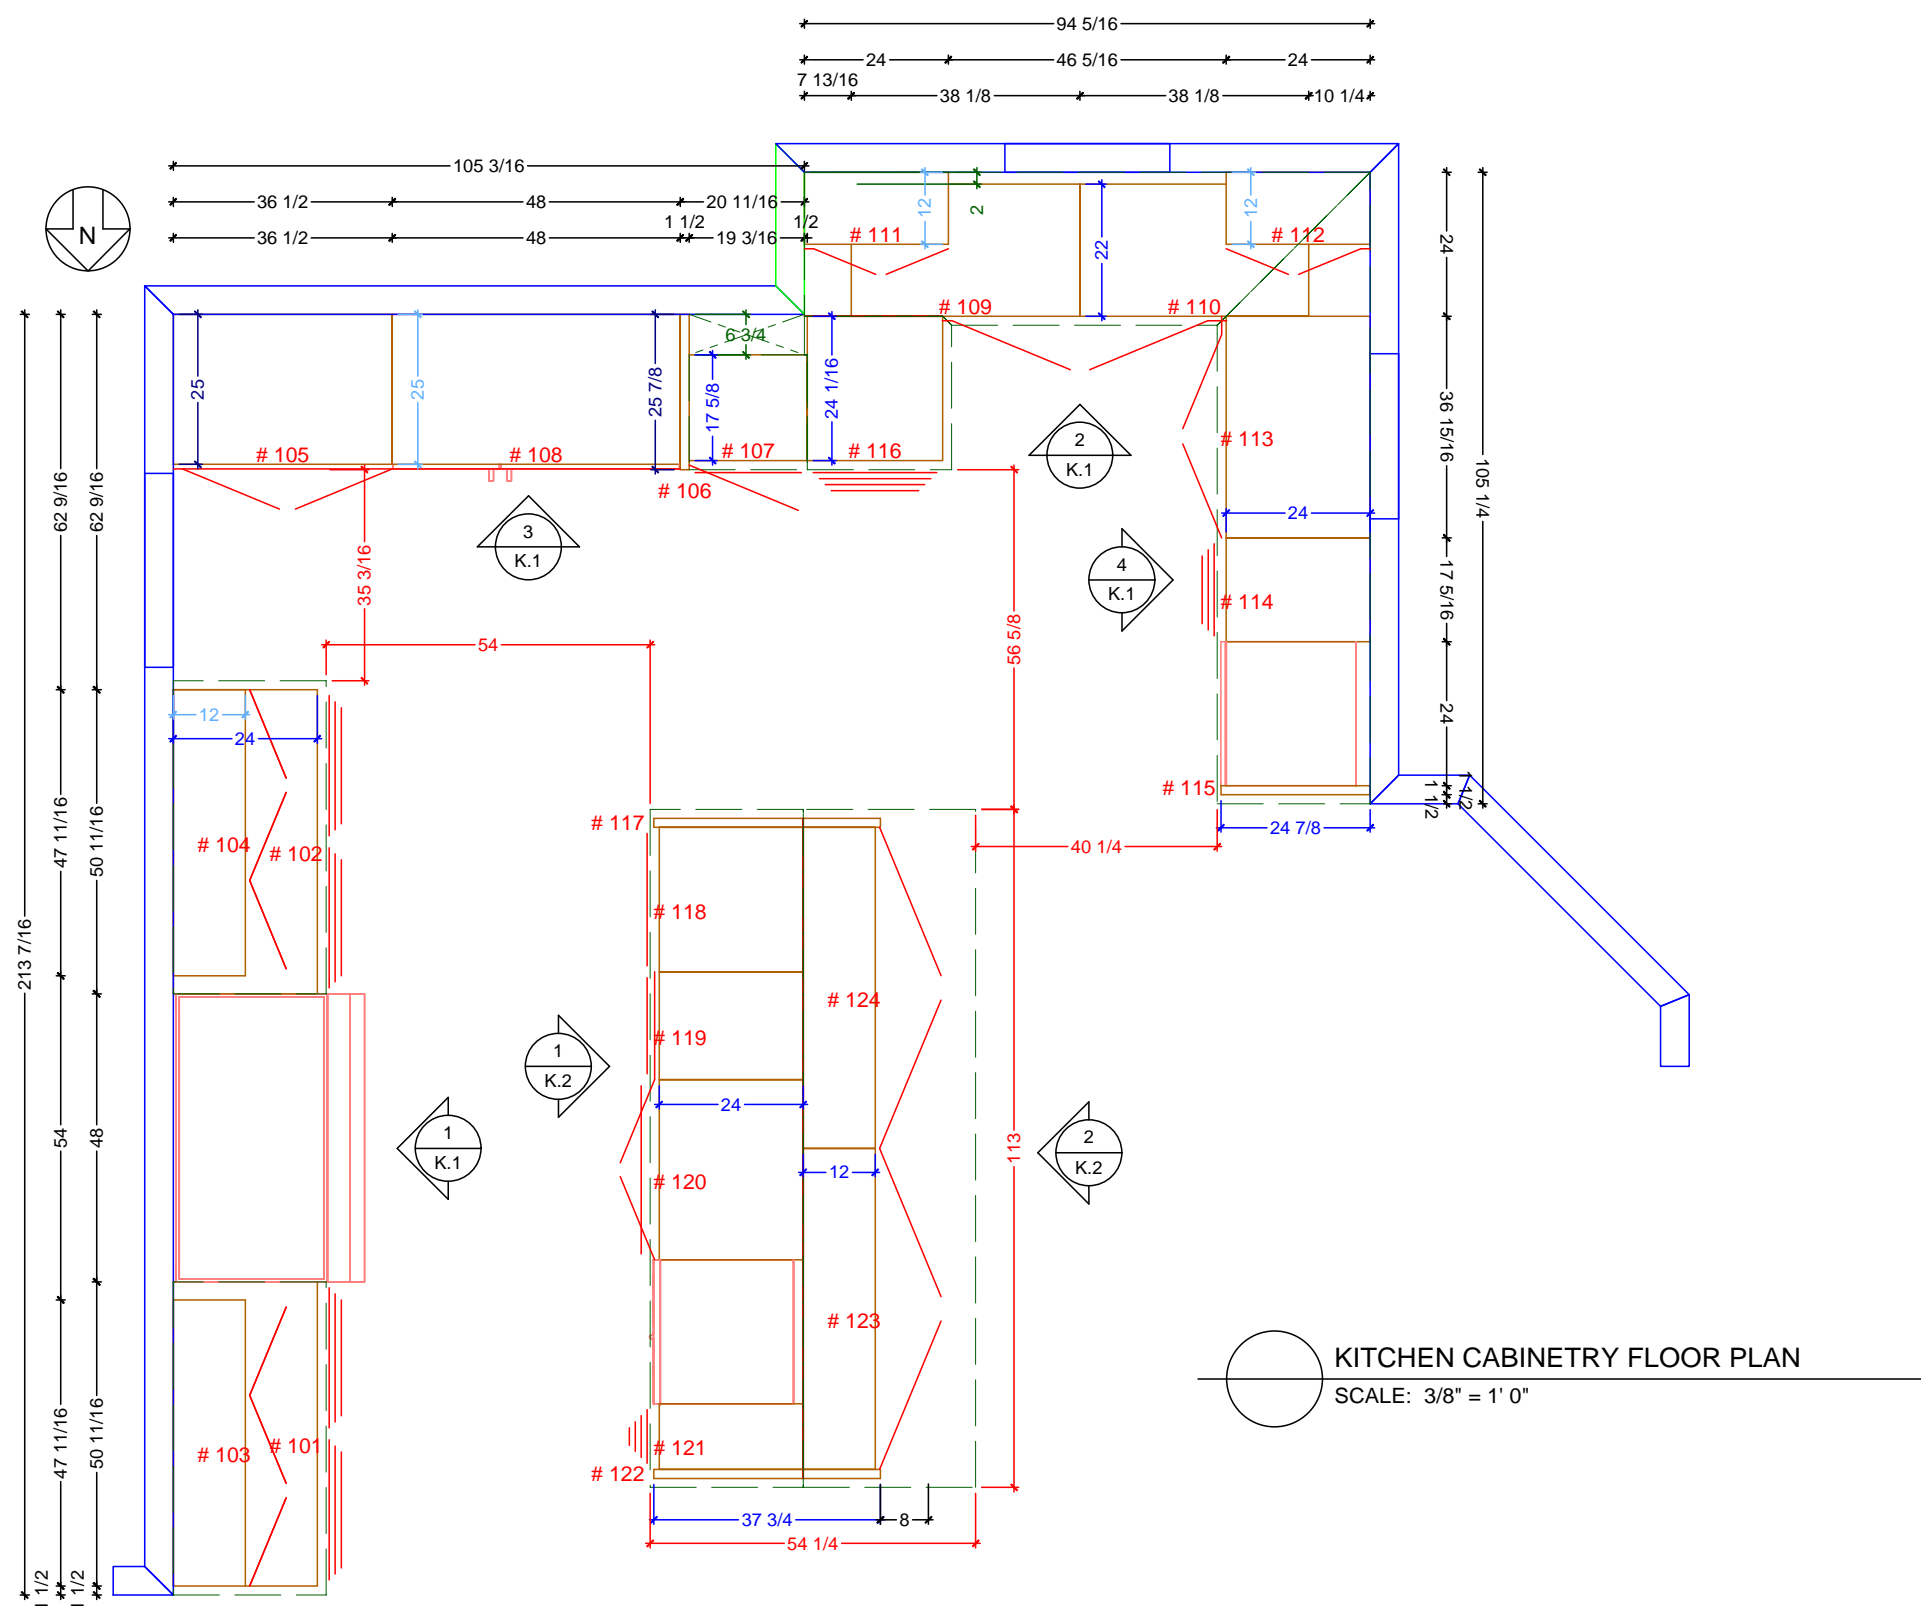 94 5/16
24 46 5/16 24
7 13/16 38 1/8 38 1/8 10 1/4
105 3/16
36 1/2 48 20 11/16
1 1/2 1/2
36 1/2 48 19 3/16
N
12 2 22 12
# 111 # 112
24
# 109 # 110
6 3/4
25 25 25 7/8 17 5/8 24 1/16
# 105 # 108 # 107 # 116
# 106
2
K.1
# 113
36 15/16
105 1/4
24
62 9/16 62 9/16
3
K.1
35 3/16
4
K.1
17 5/16
# 114
54
56 5/8
24
12
24
# 115
1 1/2
1/2
24 7/8
# 117
40 1/4
47 11/16 50 11/16
# 104 # 102
213 7/16
# 118
# 124
# 119
1
K.2
24
54 48
1
K.1
113
2
K.2
12
# 120
# 123
KITCHEN CABINETRY FLOOR PLAN
SCALE: 3/8" = 1' 0"
47 11/16 50 11/16
# 103 # 101
# 121
# 122
37 3/4 8
54 1/4
1/2 1/2